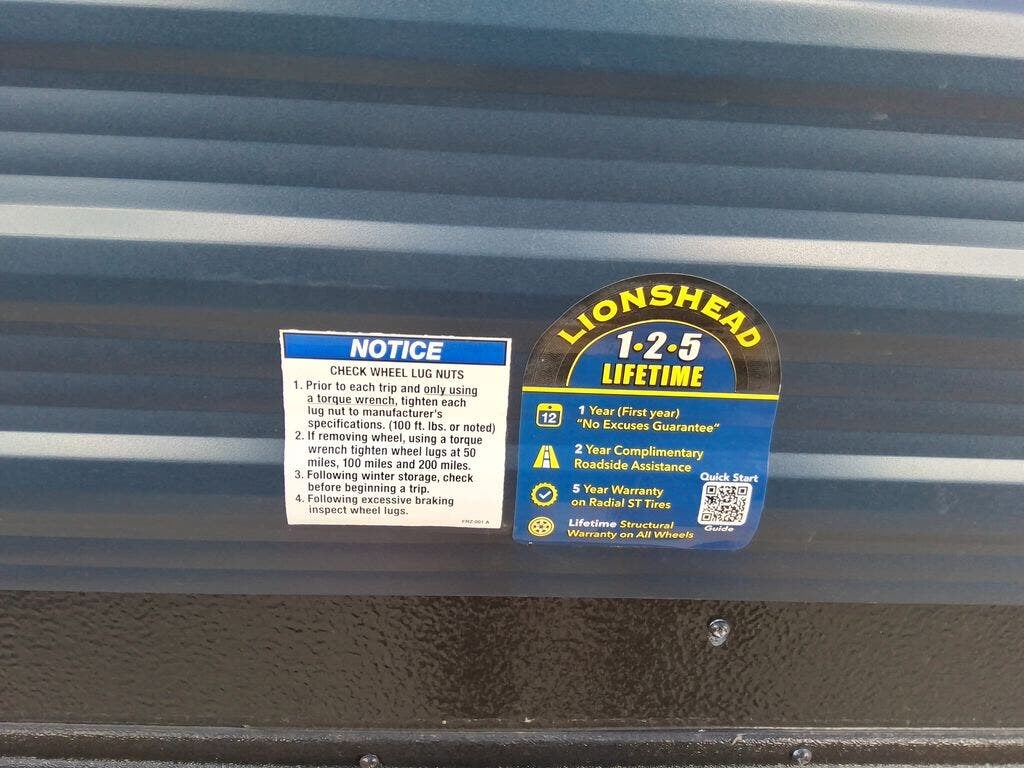 NOTICE
CHECK WHEEL LUG NUTS
1. Prior to each trip and only using
a torque wrench, tighten each
lug nut to manufacturer's
specifications. (100 ft. lbs. or noted)
2. If removing wheel, using a torque
wrench tighten wheel lugs at 50
miles, 100 miles and 200 miles.
3. Following winter storage, check
before beginning a trip.
4. Following excessive braking
inspect wheel lugs.
FRZ-001 A
LIONSHEAD
1•2•5
LIFETIME
12
1 Year (First year)
"No Excuses Guarantee"
2 Year Complimentary
Roadside Assistance
5 Year Warranty
on Radial ST Tires
Lifetime Structural
Warranty on All Wheels
Quick Start
Guide